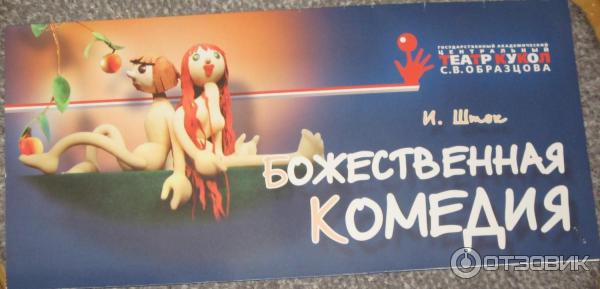 ГОСУДАРСТВЕННЫЙ АКАДЕМИЧЕСКИЙ
ЦЕНТРАЛЬНЫЙ
ТЕАТР КУКОЛ
С.В.ОБРАЗЦОВА
И. Шток
БОЖЕСТВЕННАЯ
КОМЕДИЯ
ОТЗОВИК